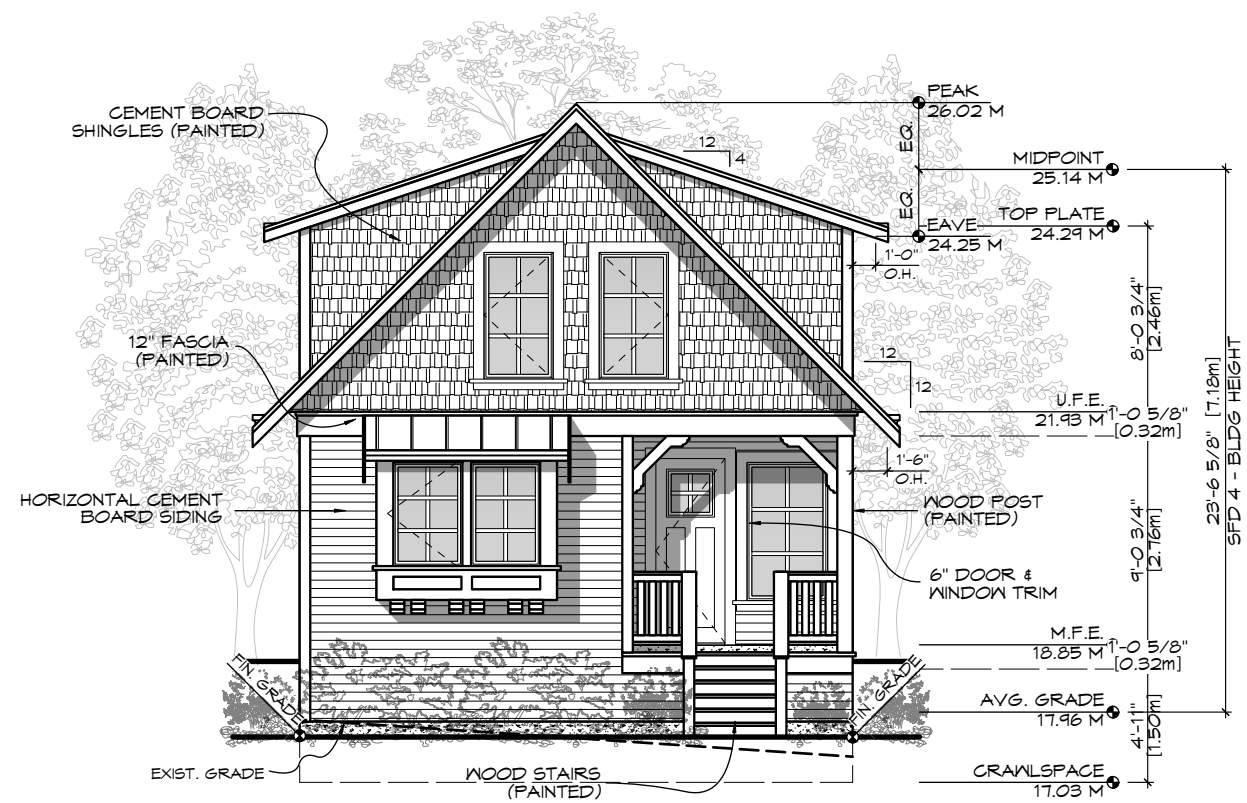 PEAK
26.02 M
CEMENT BOARD
SHINGLES (PAINTED)
EQ.
12
4
MIDPOINT
25.14 M
EQ.
TOP PLATE
24.29 M
EAVE
24.25 M
1'-0"
O.H.
8'-0 3/4"
[2.46m]
12" FASCIA
(PAINTED)
12
12
23'-6 5/8" [7.18m]
SFD 4 - BLDG HEIGHT
U.F.E.
21.93 M
1'-0 5/8"
[0.32m]
1'-6"
O.H.
HORIZONTAL CEMENT
BOARD SIDING
WOOD POST
(PAINTED)
9'-0 3/4"
[2.76m]
6" DOOR &
WINDOW TRIM
M.F.E.
18.85 M
1'-0 5/8"
[0.32m]
FIN. GRADE
FIN. GRADE
AVG. GRADE
17.96 M
4'-11"
[1.50m]
EXIST. GRADE
WOOD STAIRS
(PAINTED)
CRAWLSPACE
17.03 M